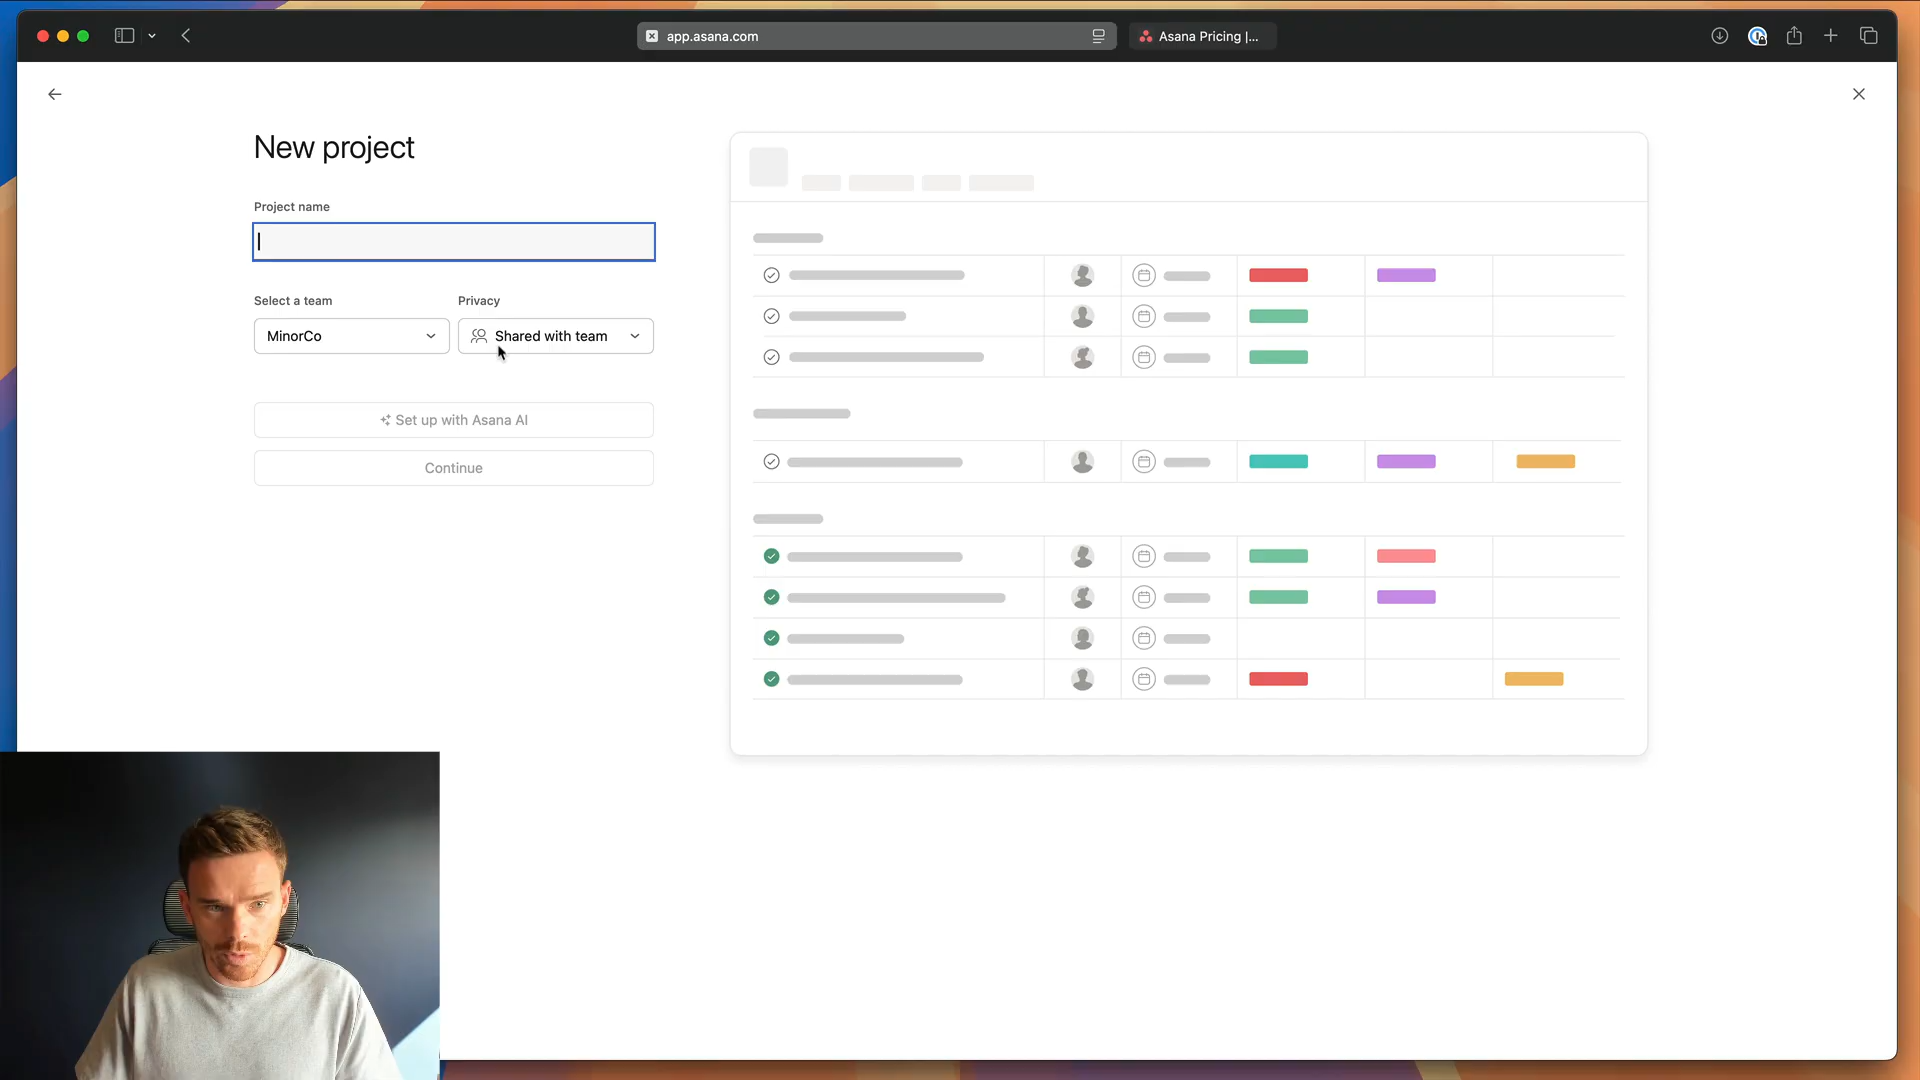 app.asana.com
Asana Pricing |...
New project
Project name
Select a team
Privacy
MinorCo
Shared with team
Set up with Asana AI
Continue